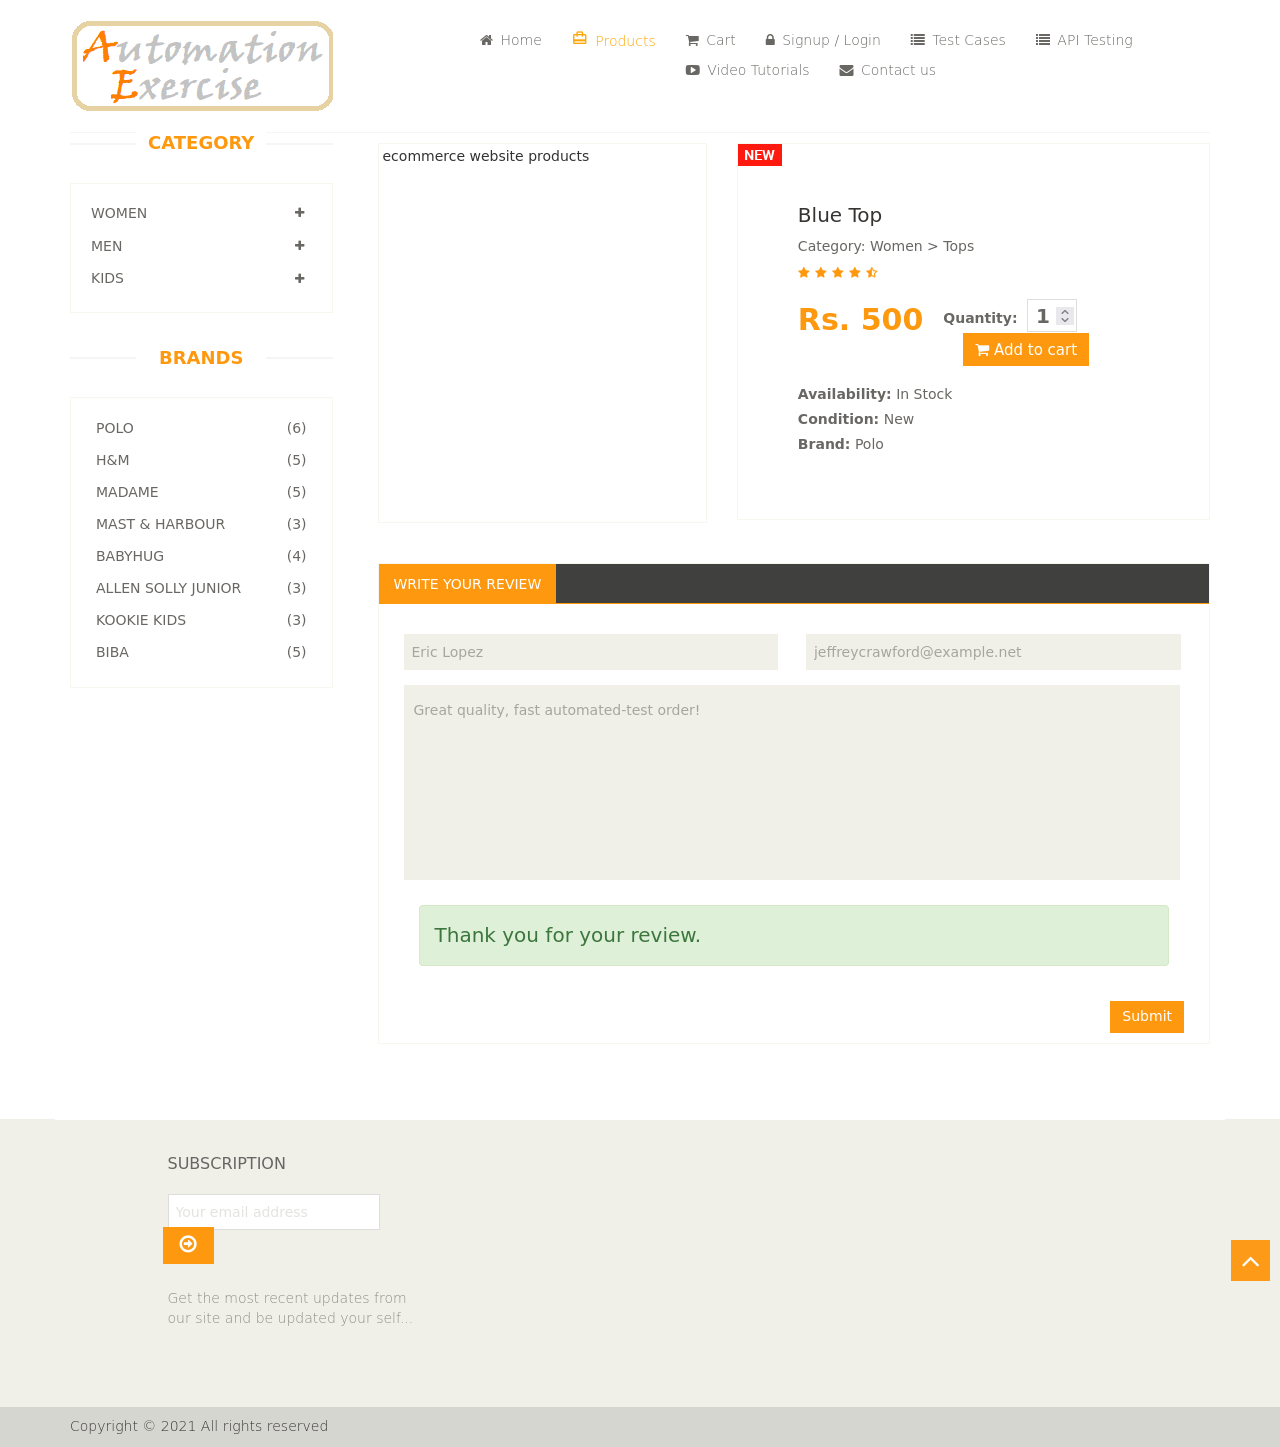 Automation
Exercise
Home
Products
Cart
Signup / Login
Test Cases
API Testing
Video Tutorials
Contact us
CATEGORY
WOMEN
MEN
KIDS
BRANDS
POLO (6)
H&M (5)
MADAME (5)
MAST & HARBOUR (3)
BABYHUG (4)
ALLEN SOLLY JUNIOR (3)
KOOKIE KIDS (3)
BIBA (5)
ecommerce website products
NEW
Blue Top
Category: Women > Tops
Rs. 500
Quantity: 1
Add to cart
Availability: In Stock
Condition: New
Brand: Polo
WRITE YOUR REVIEW
Eric Lopez
jeffreycrawford@example.net
Great quality, fast automated-test order!
Thank you for your review.
Submit
SUBSCRIPTION
Your email address
Get the most recent updates from
our site and be updated your self...
Copyright © 2021 All rights reserved